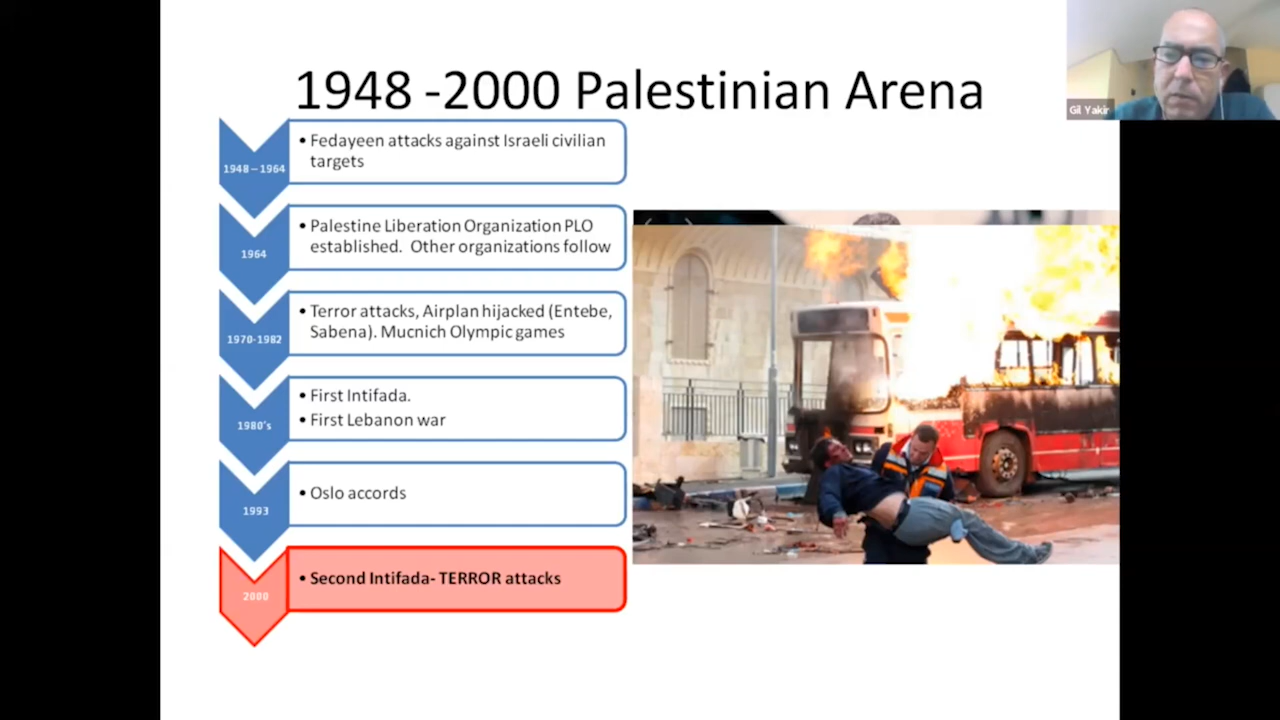 1948 -2000 Palestinian Arena
Gil Yakir
1948 – 1964
• Fedayeen attacks against Israeli civilian
targets
1964
• Palestine Liberation Organization PLO
established.  Other organizations follow
1970-1982
• Terror attacks, Airplan hijacked (Entebe,
Sabena). Mucnich Olympic games
1980's
• First Intifada.
• First Lebanon war
1993
• Oslo accords
2000
• Second Intifada- TERROR attacks